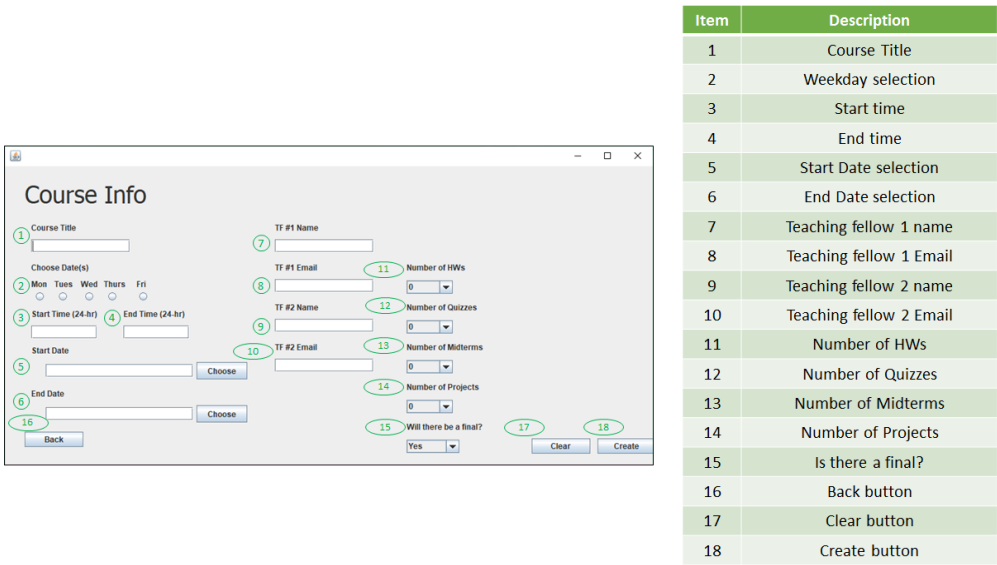 Course Info
1 Course Title
Choose Date(s)
2 Mon Tues Wed Thurs Fri
3 Start Time (24-hr) 4 End Time (24-hr)
Start Date
5 Choose
End Date
6 Choose
16
Back
TF #1 Name
7
TF #1 Email
8
TF #2 Name
9
10 TF #2 Email
11 Number of HWs
0
12 Number of Quizzes
0
13 Number of Midterms
0
14 Number of Projects
0
15 Will there be a final?
Yes
17 18
Clear Create
Item Description
1 Course Title
2 Weekday selection
3 Start time
4 End time
5 Start Date selection
6 End Date selection
7 Teaching fellow 1 name
8 Teaching fellow 1 Email
9 Teaching fellow 2 name
10 Teaching fellow 2 Email
11 Number of HWs
12 Number of Quizzes
13 Number of Midterms
14 Number of Projects
15 Is there a final?
16 Back button
17 Clear button
18 Create button